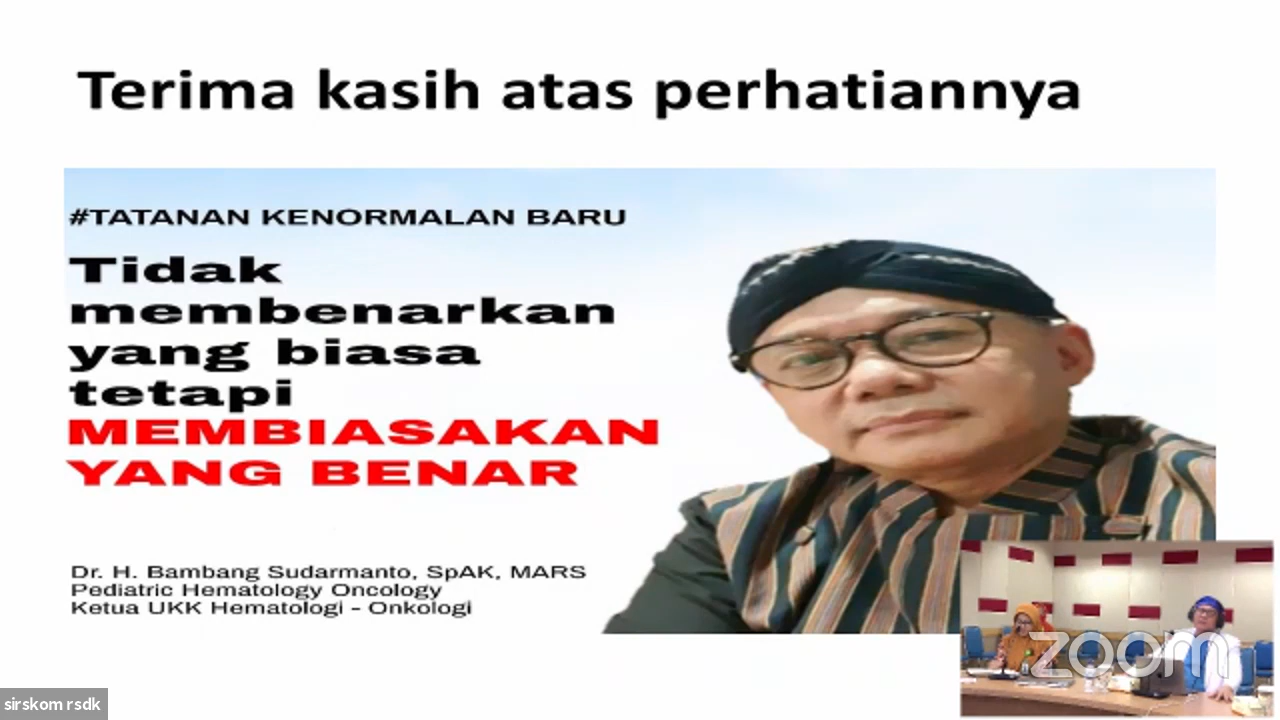 Terima kasih atas perhatiannya
#TATANAN KENORMALAN BARU
Tidak
membenarkan
yang biasa
tetapi
MEMBIASAKAN
YANG BENAR
Dr. H. Bambang Sudarmanto, SpAK, MARS
Pediatric Hematology Oncology
Ketua UKK Hematologi - Onkologi
zoom
sirskom rsdk